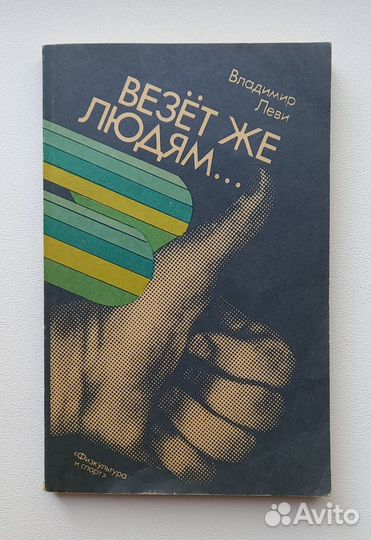 Владимир
Леви
ВЕЗЁТ ЖЕ
ЛЮДЯМ...
«Физкультура
и спорт»
Avito